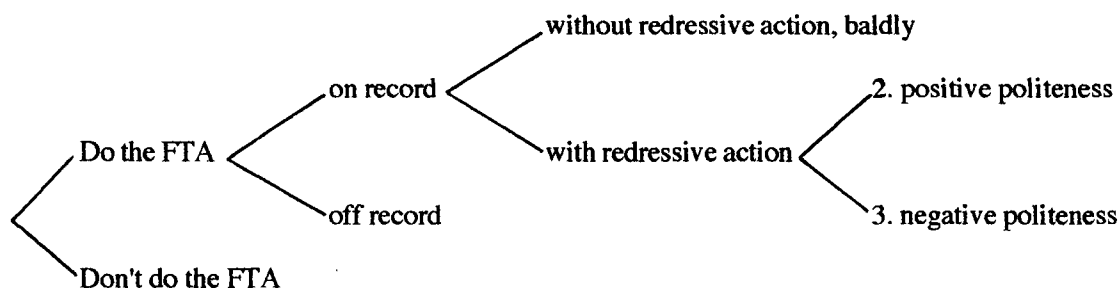 without redressive action, baldly
on record
2. positive politeness
Do the FTA
with redressive action
off record
3. negative politeness
Don't do the FTA